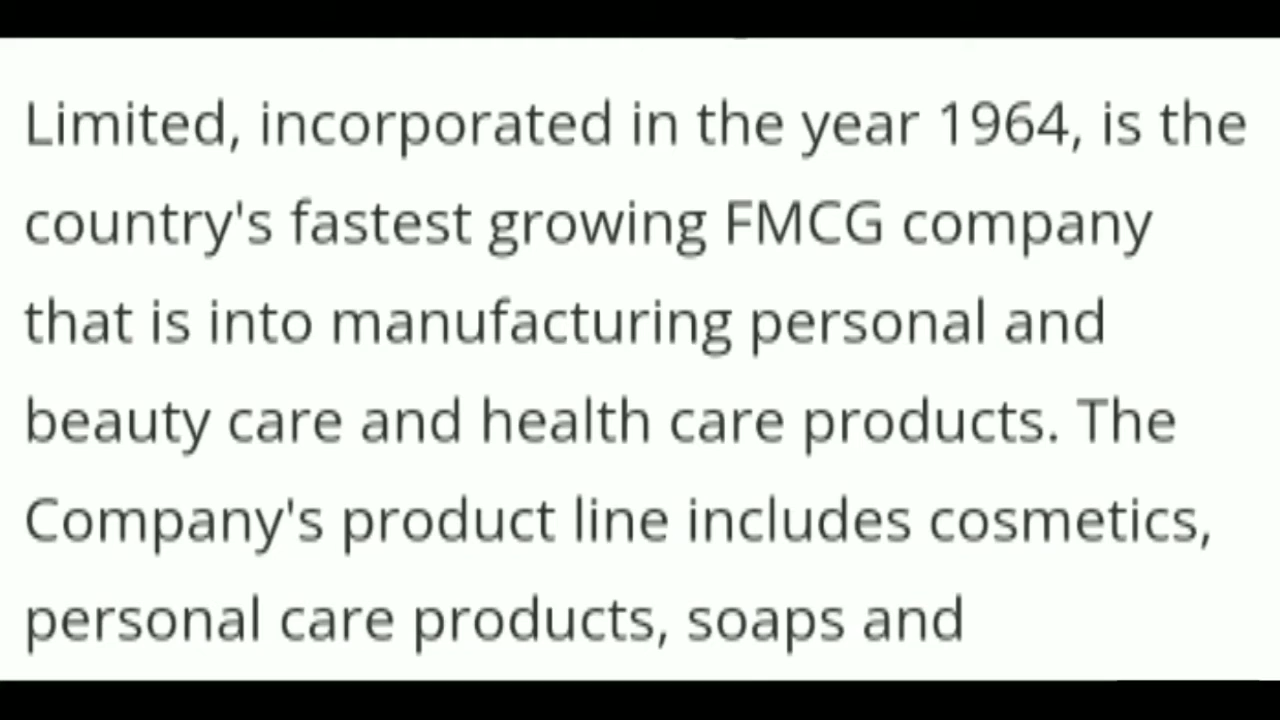 Limited, incorporated in the year 1964, is the
country's fastest growing FMCG company
that is into manufacturing personal and
beauty care and health care products. The
Company's product line includes cosmetics,
personal care products, soaps and